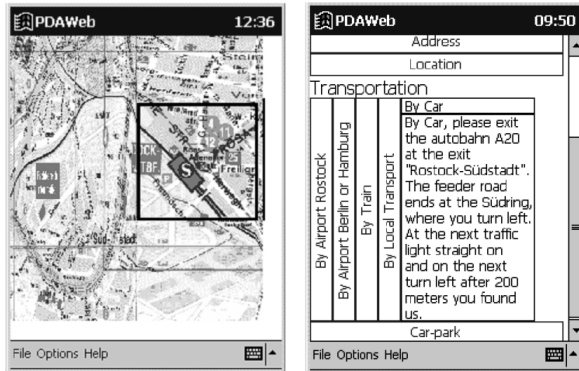 PDAWeb 12:36
File Options Help
PDAWeb 09:50
Address
Location
Transportation
By Airport Rostock
By Airport Berlin or Hamburg
By Train
By Local Transport
By Car
By Car, please exit
the autobahn A20
at the exit
"Rostock-Südstadt".
The feeder road
ends at the Südring,
where you turn left.
At the next traffic
light straight on
and on the next
turn left after 200
meters you found
us.
Car-park
File Options Help